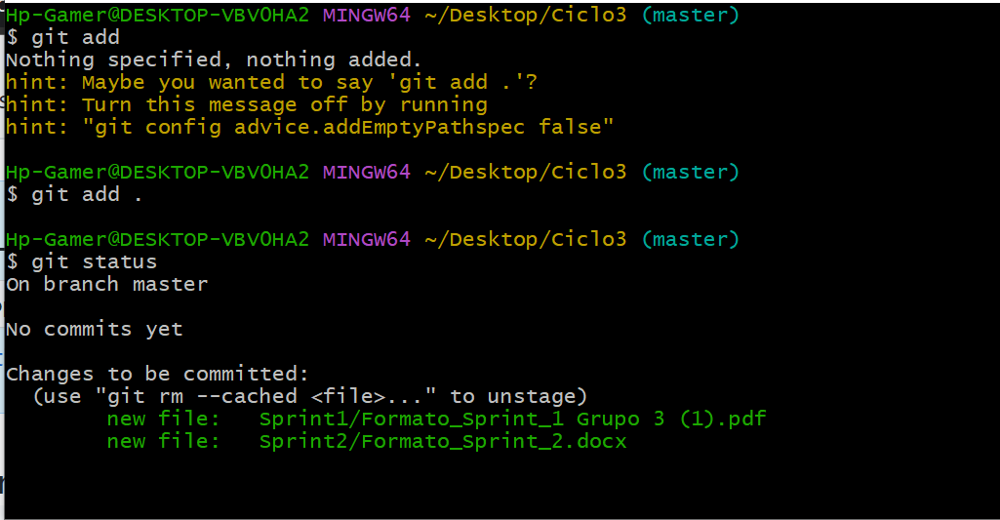 Hp-Gamer@DESKTOP-VBV0HA2 MINGW64 ~/Desktop/Ciclo3 (master)
$ git add
Nothing specified, nothing added.
hint: Maybe you wanted to say 'git add .'?
hint: Turn this message off by running
hint: "git config advice.addEmptyPathspec false"
Hp-Gamer@DESKTOP-VBV0HA2 MINGW64 ~/Desktop/Ciclo3 (master)
$ git add .
Hp-Gamer@DESKTOP-VBV0HA2 MINGW64 ~/Desktop/Ciclo3 (master)
$ git status
On branch master
No commits yet
Changes to be committed:
(use "git rm --cached <file>..." to unstage)
new file: Sprint1/Formato_Sprint_1 Grupo 3 (1).pdf
new file: Sprint2/Formato_Sprint_2.docx